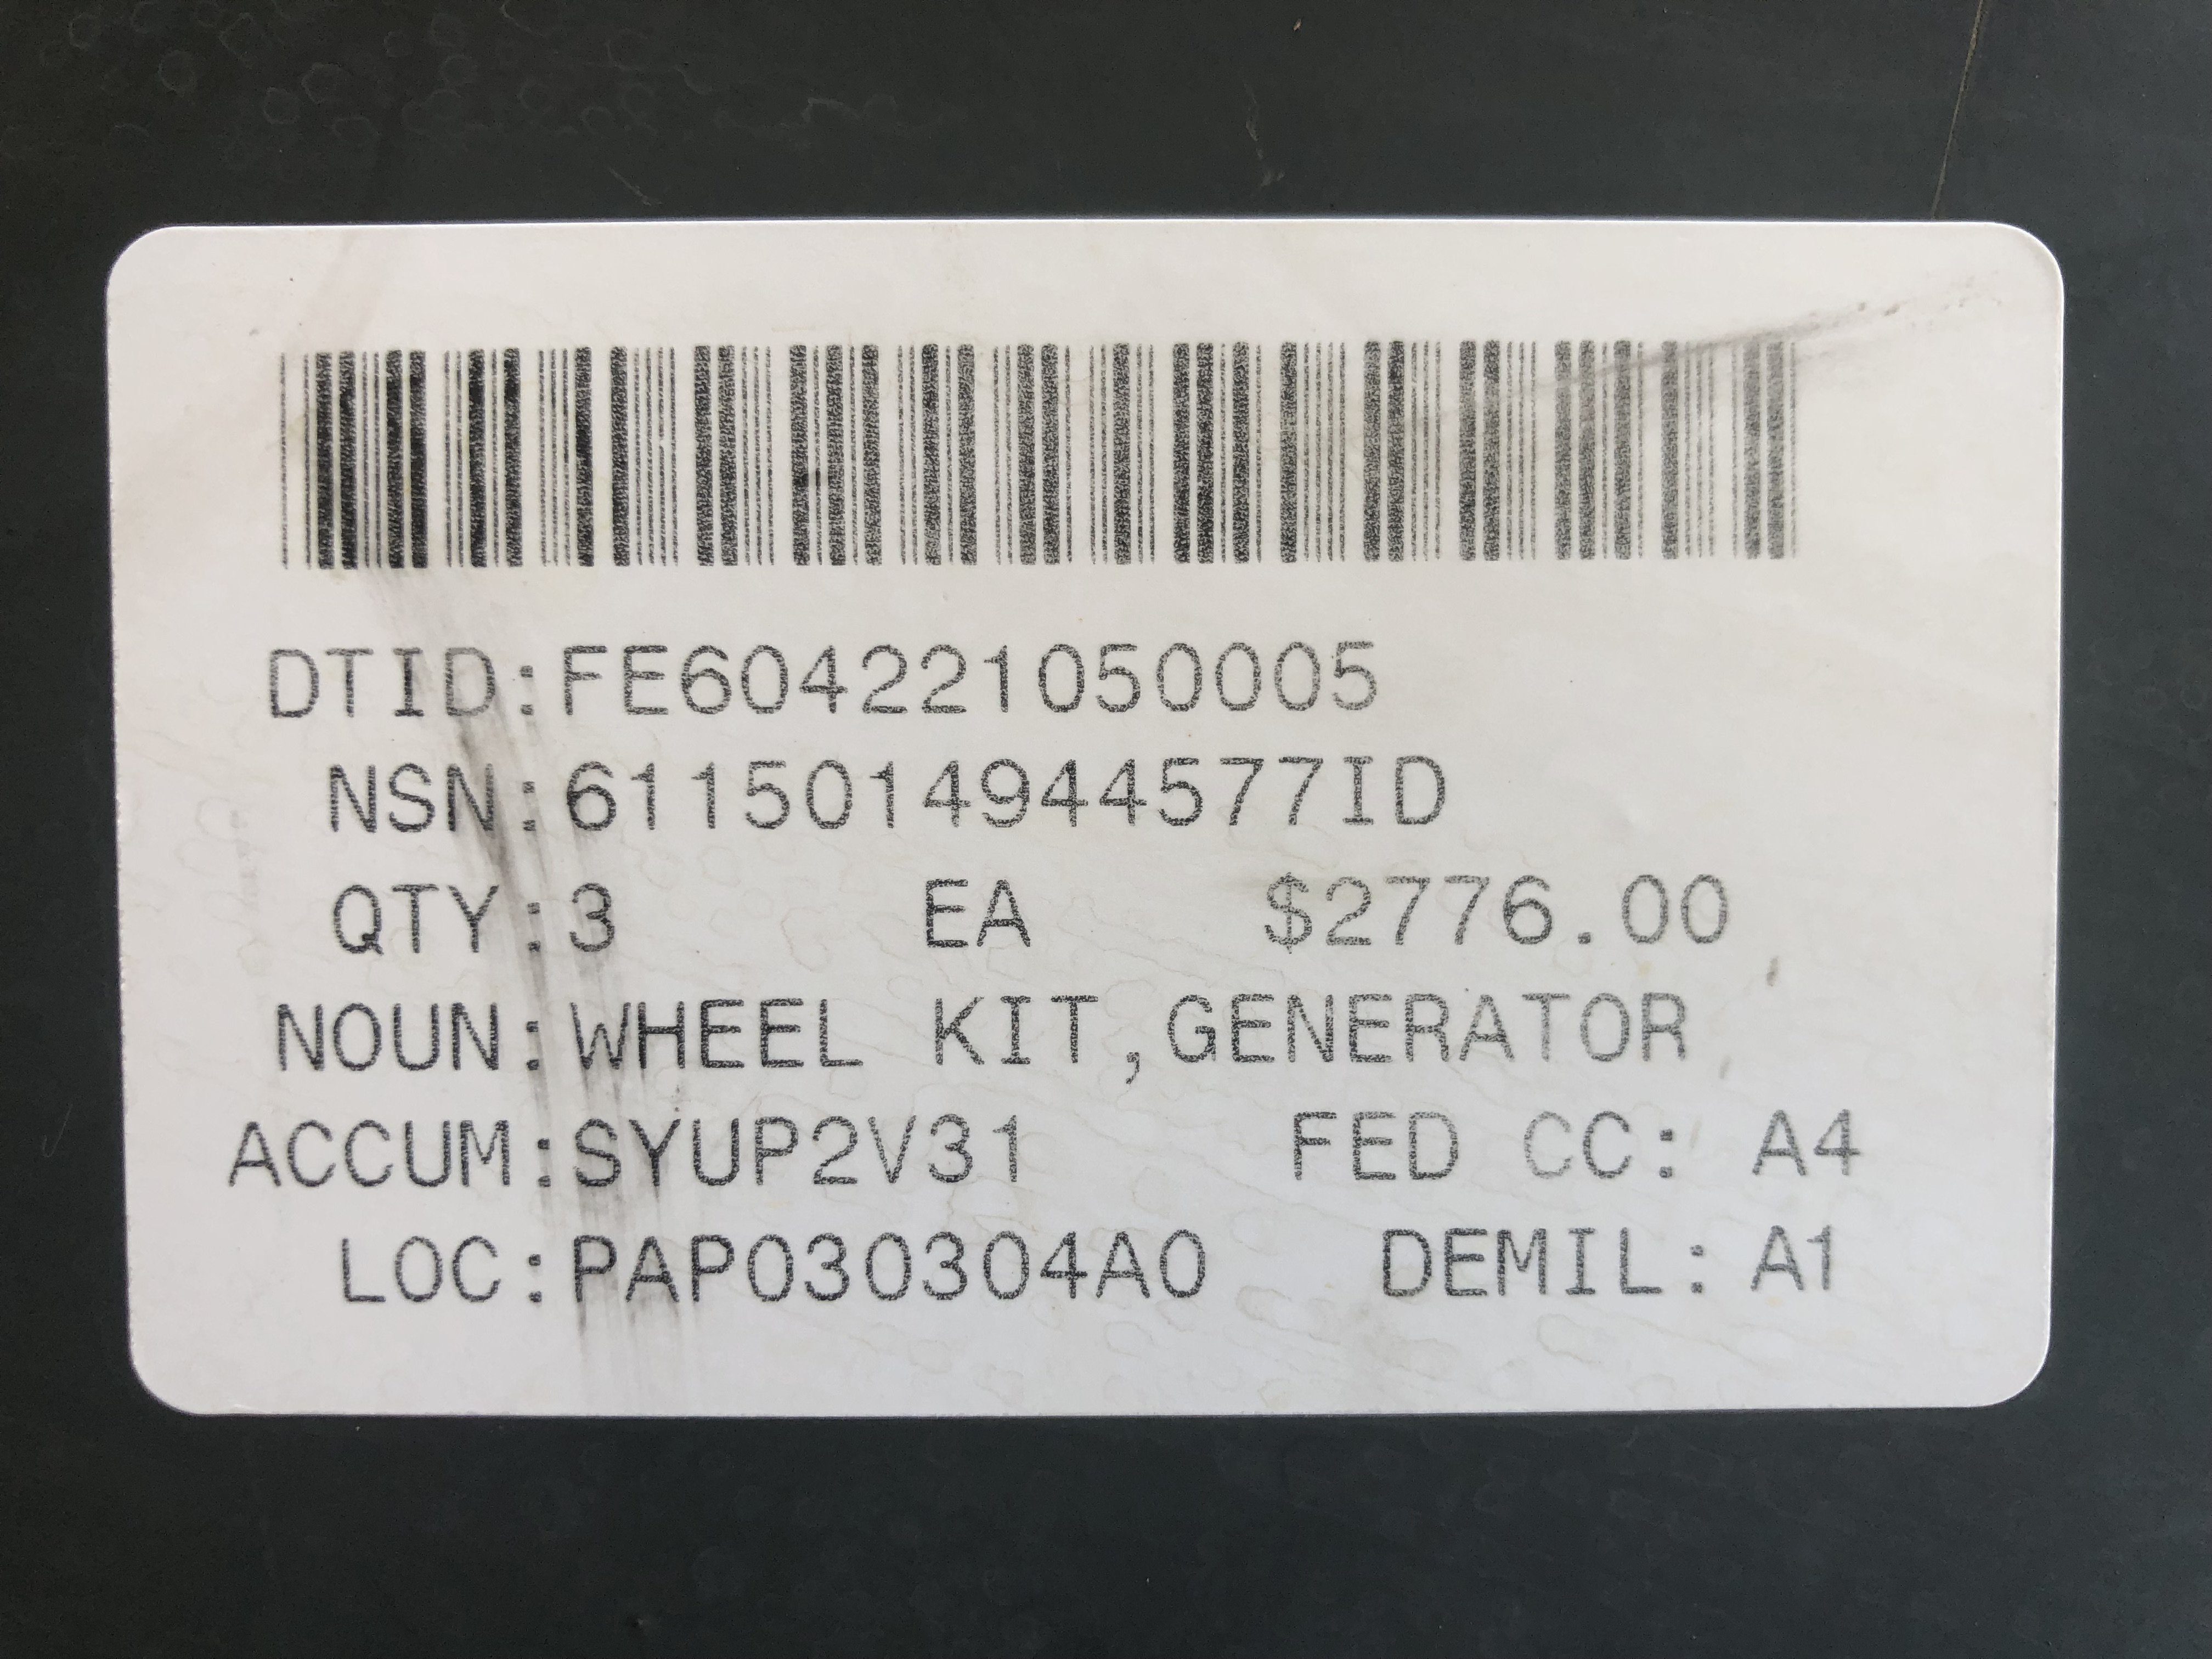 DTID:FE604221050005
NSN:6115014944577ID
QTY:3 EA $2776.00
NOUN:WHEEL KIT,GENERATOR
ACCUM:SYUP2V31 FED CC: A4
LOC:PAP030304A0 DEMIL: A1